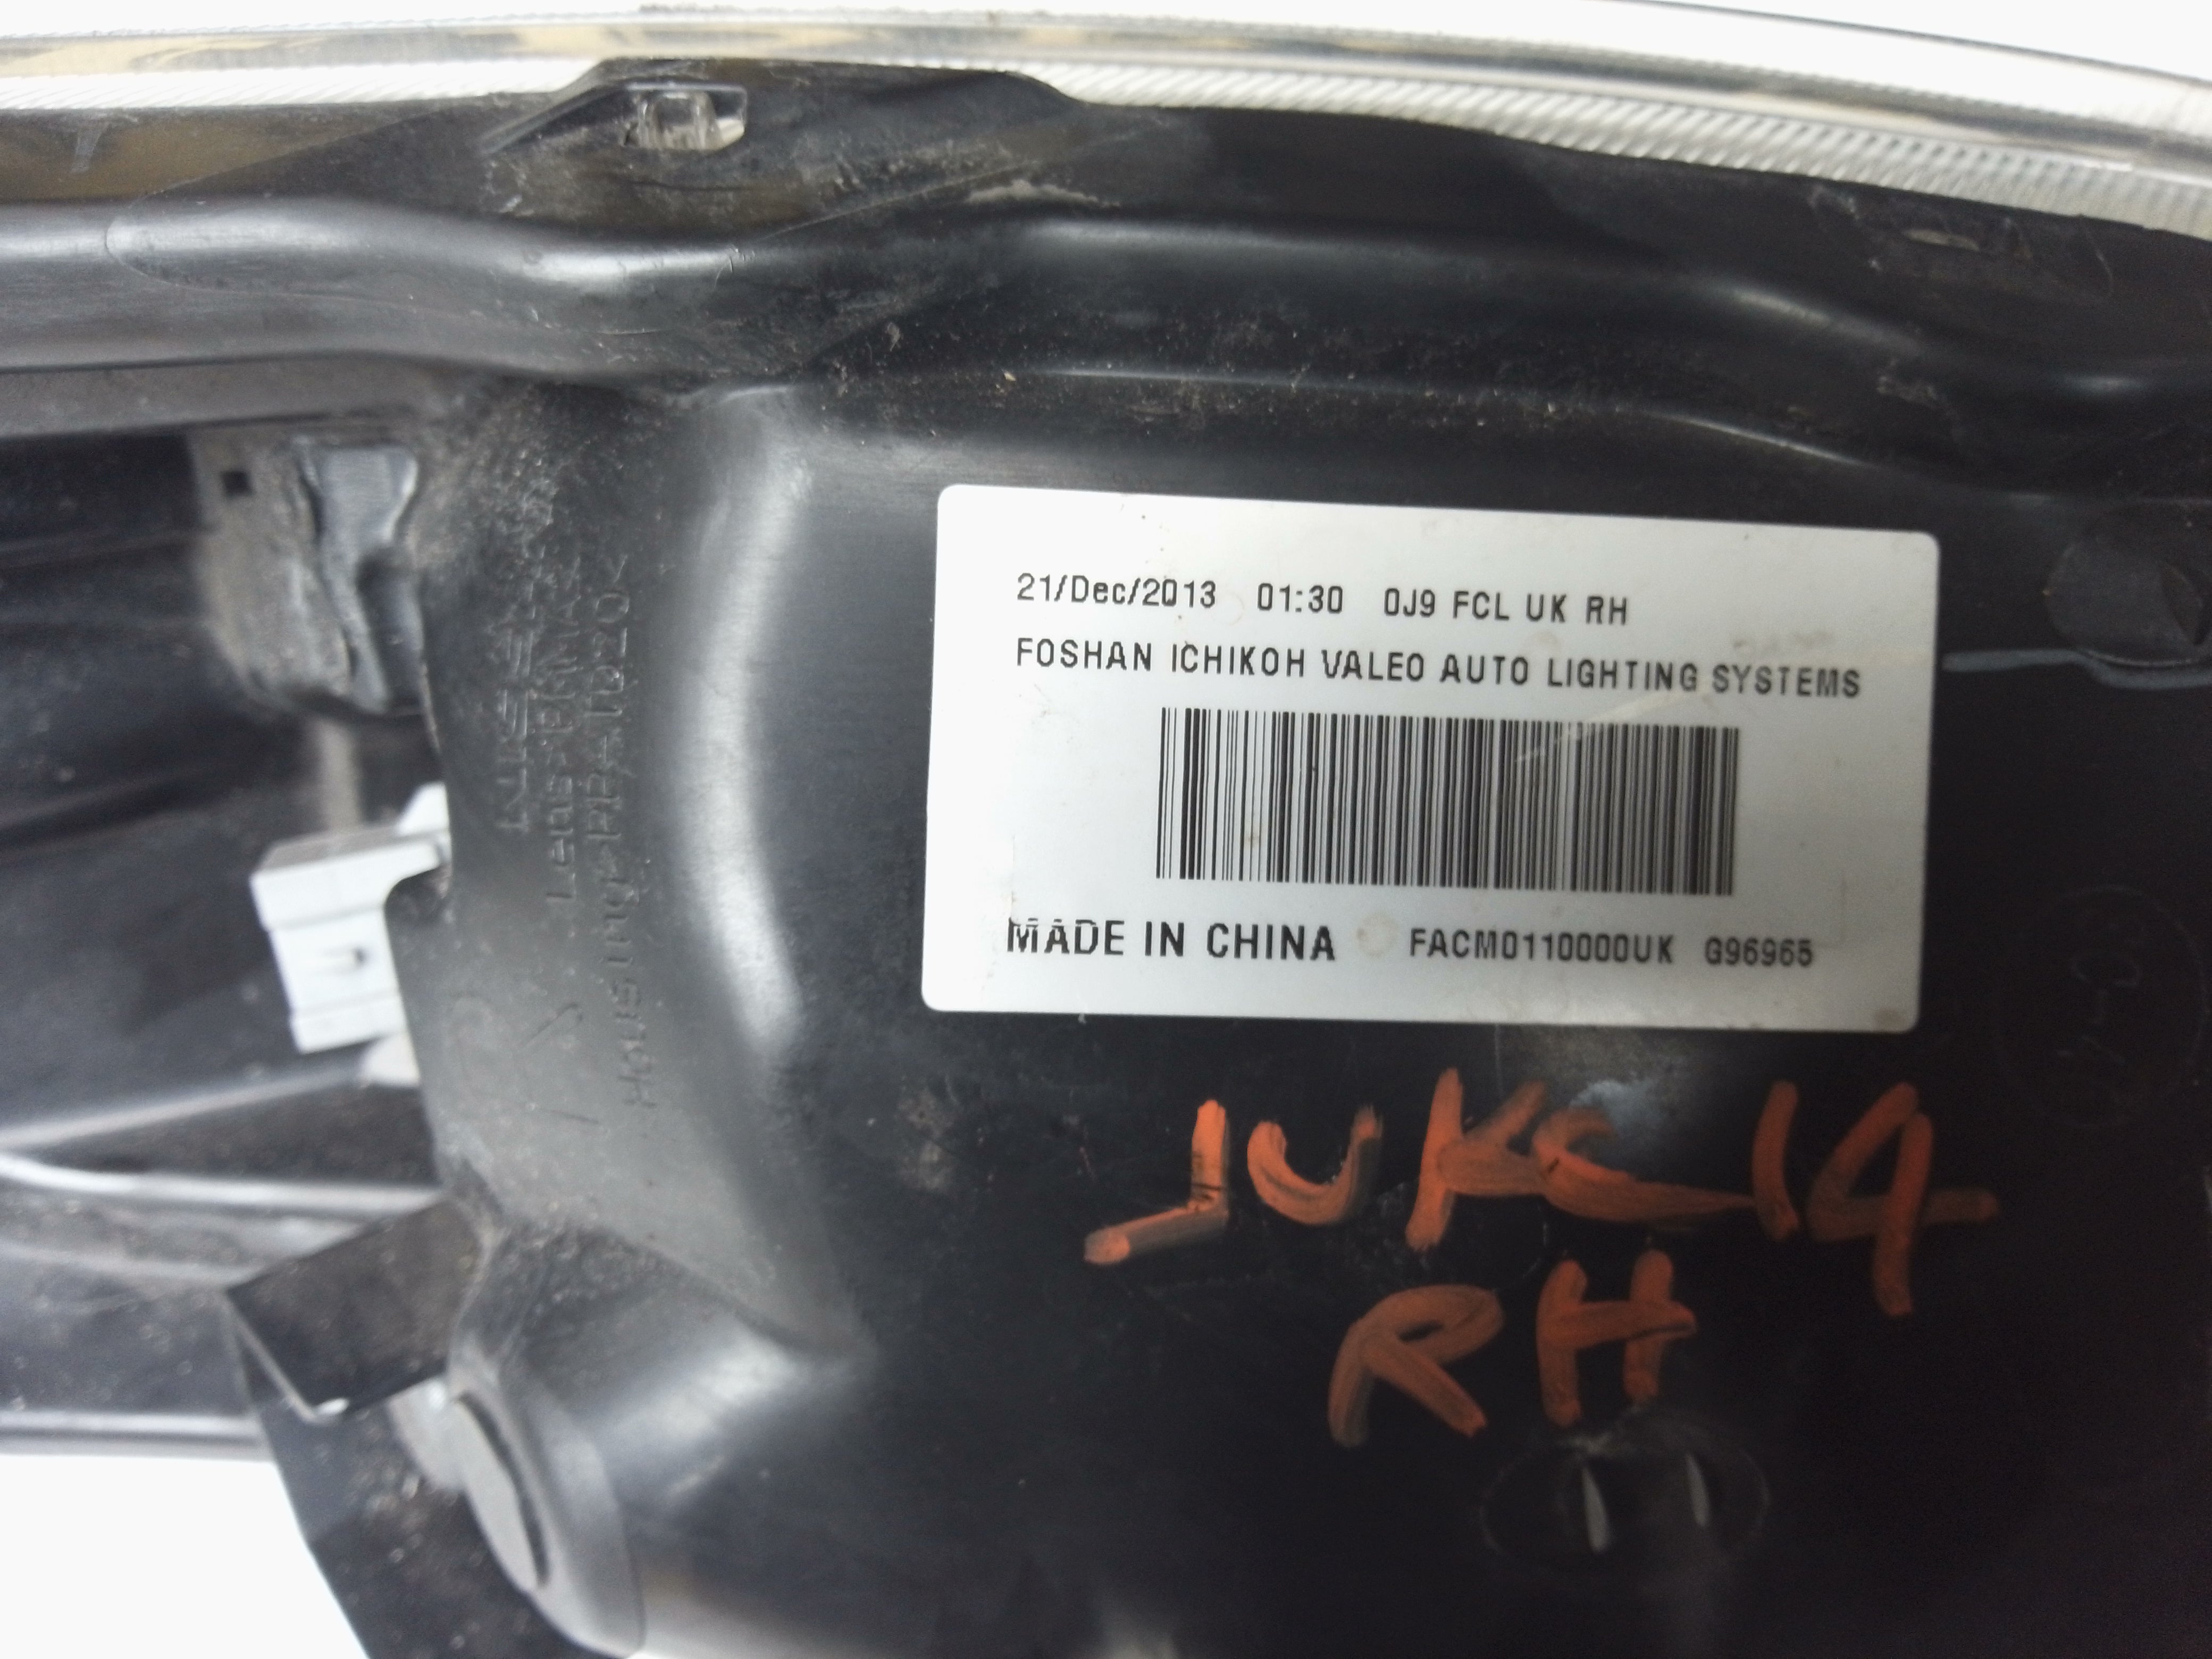 21/Dec/2013 01:30 0J9 FCL UK RH
FOSHAN ICHIKOH VALEO AUTO LIGHTING SYSTEMS
MADE IN CHINA FACM0110000UK G96965
JUKE 14
RH